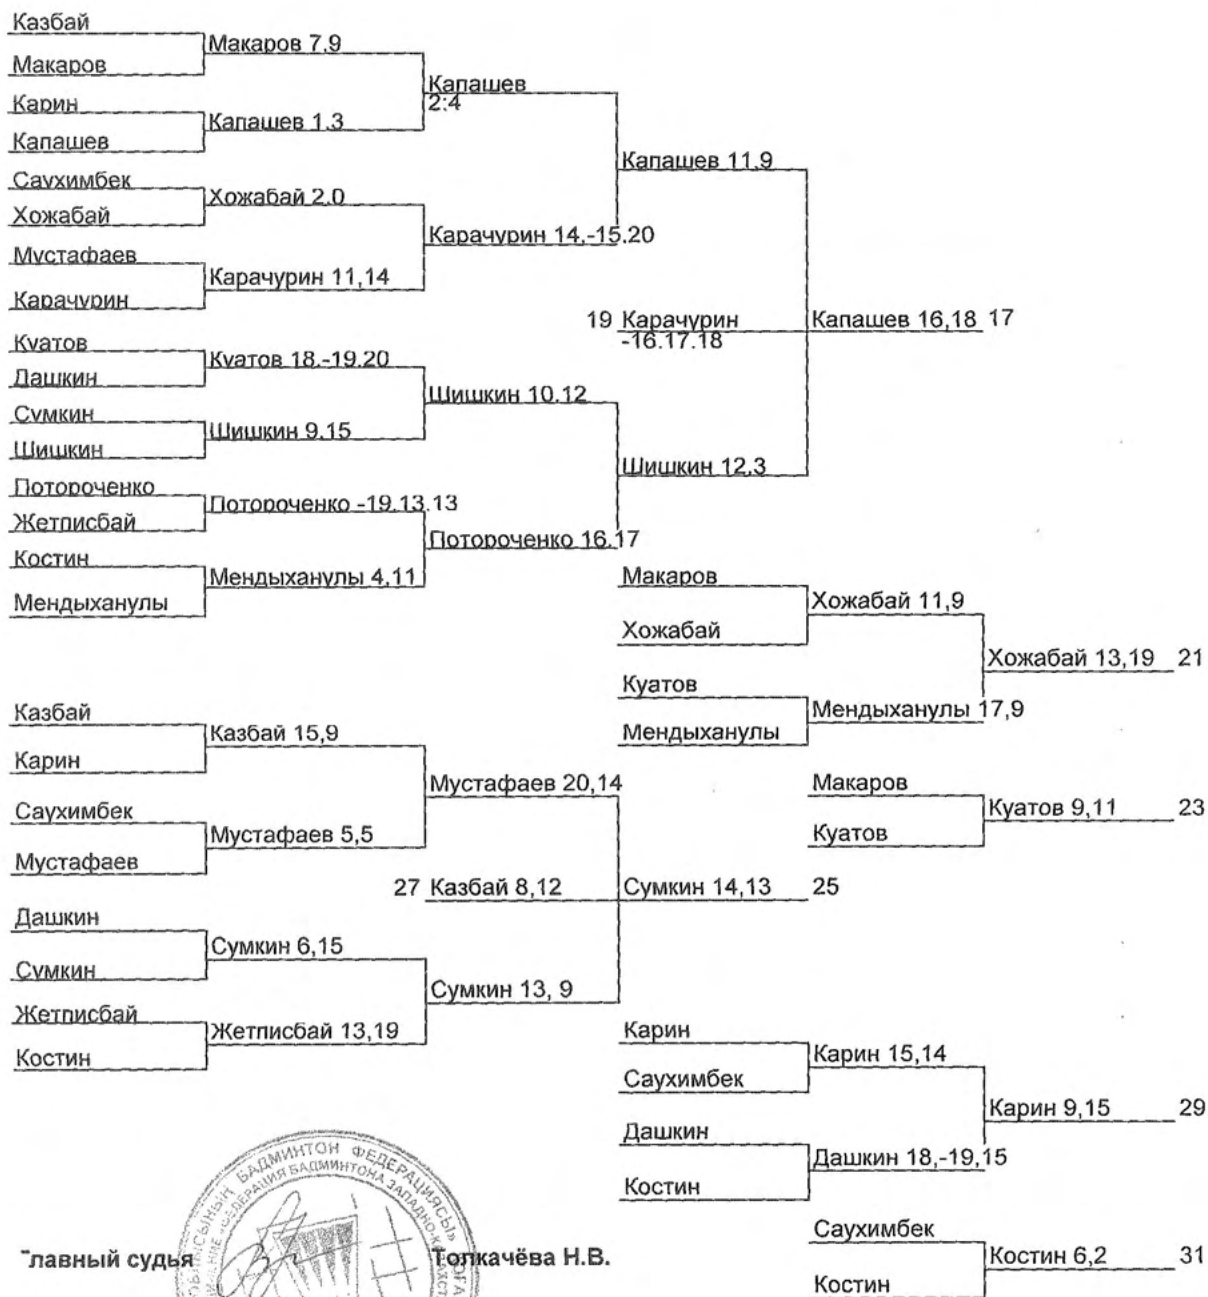 Казбай
Макаров 7,9
Макаров
Капашев
2:4
Карин
Капашев 1,3
Капашев
Капашев 11,9
Саухимбек
Хожабай 2,0
Хожабай
Карачурин 14,-15,20
Мустафаев
Карачурин 11,14
Карачурин
19 Карачурин
-16,17,18
Капашев 16,18 17
Куатов
Куатов 18,-19,20
Дашкин
Шишкин 10,12
Сумкин
Шишкин 9,15
Шишкин
Шишкин 12,3
Потороченко
Потороченко -19,13,13
Жетписбай
Потороченко 16,17
Костин
Мендыханулы 4,11
Мендыханулы
Макаров
Хожабай 11,9
Хожабай
Хожабай 13,19 21
Куатов
Мендыханулы 17,9
Мендыханулы
Казбай
Казбай 15,9
Карин
Мустафаев 20,14
Саухимбек
Мустафаев 5,5
Мустафаев
Макаров
Куатов 9,11 23
Куатов
27 Казбай 8,12
Сумкин 14,13 25
Дашкин
Сумкин 6,15
Сумкин
Сумкин 13, 9
Жетписбай
Жетписбай 13,19
Костин
Карин
Карин 15,14
Саухимбек
Карин 9,15 29
Дашкин
Дашкин 18,-19,15
Костин
Саухимбек
Костин 6,2 31
Костин
БАДМИНТОН ФЕДЕРАЦИЯСЫ»
ФЕДЕРАЦИЯ БАДМИНТОНА ЗАПАДНО-
главный судья
Толкачёва Н.В.